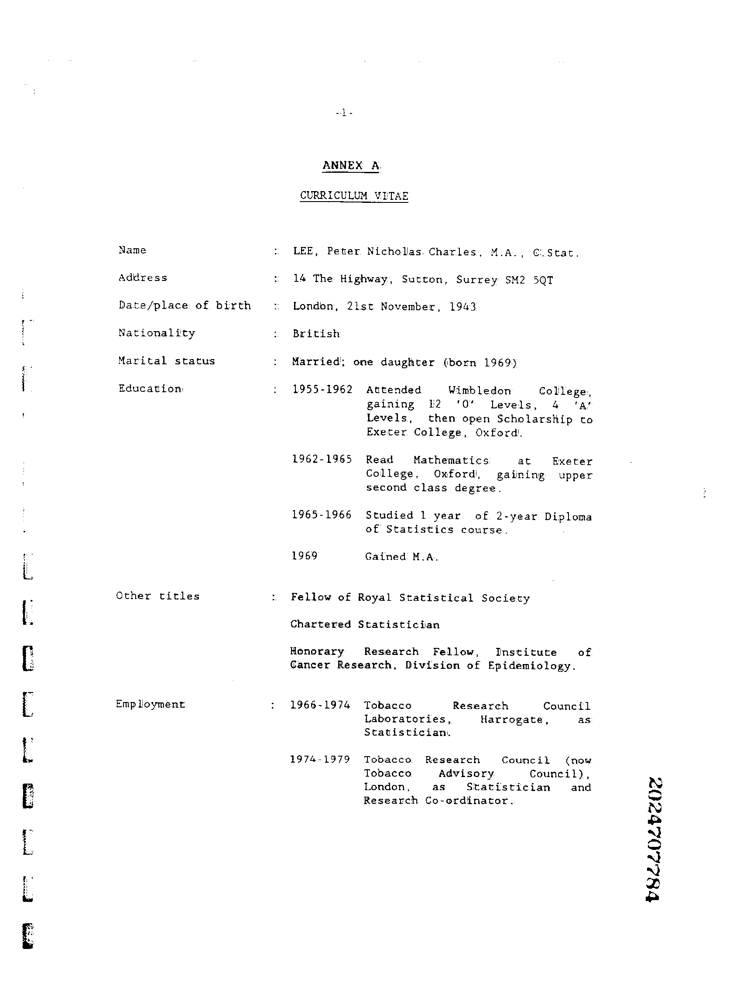 -1-
ANNEX A
CURRICULUM VITAE
Name : LEE, Peter Nicholas Charles, M.A., C.Stat.
Address : 14 The Highway, Sutton, Surrey SM2 5QT
Date/place of birth : London, 21st November, 1943
Nationality : British
Marital status : Married; one daughter (born 1969)
Education : 1955-1962 Attended Wimbledon College,
gaining 12 'O' Levels, 4 'A'
Levels, then open Scholarship to
Exeter College, Oxford.
1962-1965 Read Mathematics at Exeter
College, Oxford, gaining upper
second class degree.
1965-1966 Studied 1 year of 2-year Diploma
of Statistics course.
1969 Gained M.A.
Other titles : Fellow of Royal Statistical Society
Chartered Statistician
Honorary Research Fellow, Institute of
Cancer Research, Division of Epidemiology.
Employment : 1966-1974 Tobacco Research Council
Laboratories, Harrogate, as
Statistician.
1974-1979 Tobacco Research Council (now
Tobacco Advisory Council),
London, as Statistician and
Research Co-ordinator.
2024707784